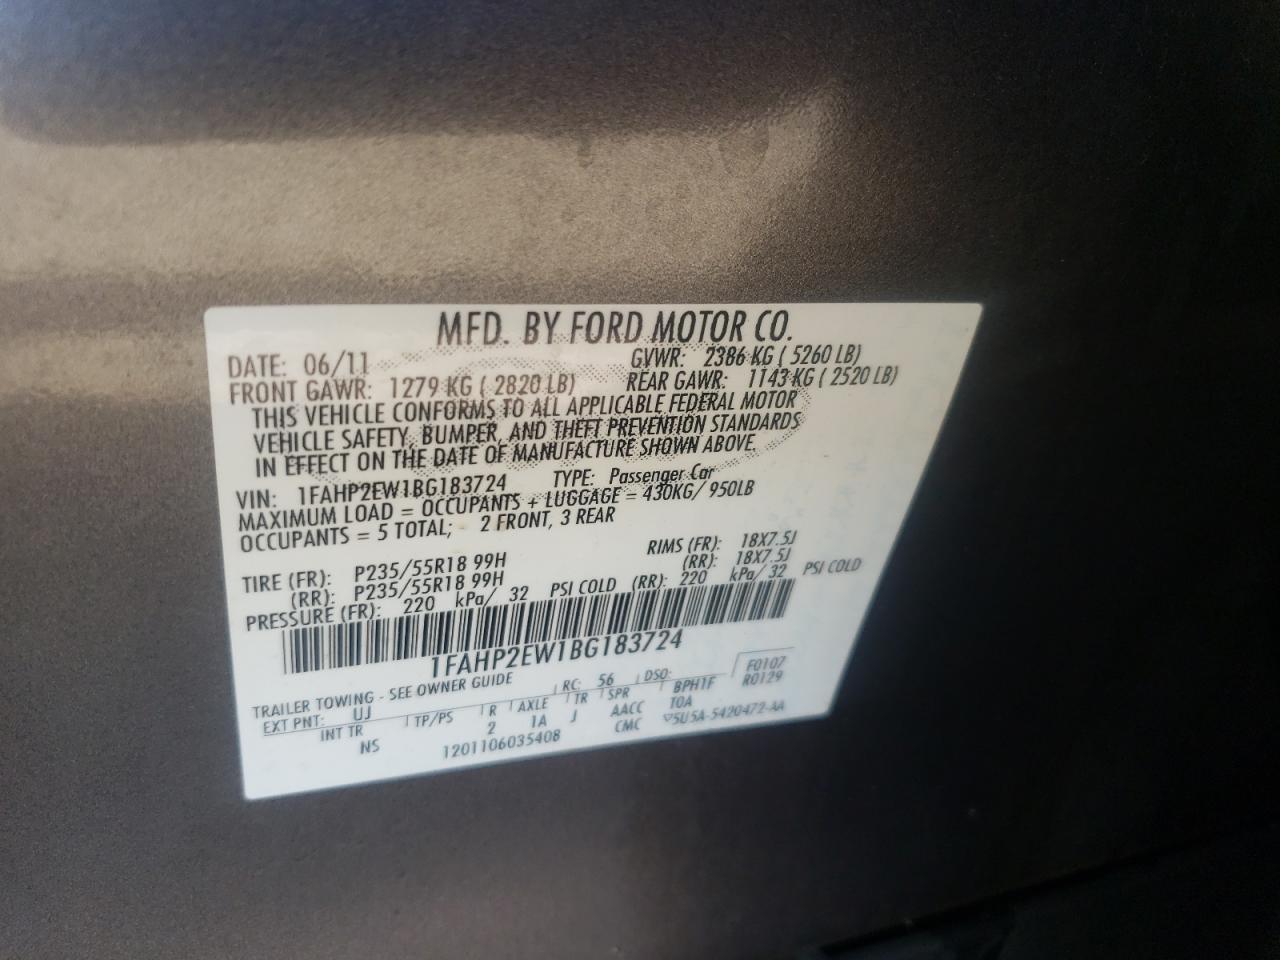 MFD. BY FORD MOTOR CO.
DATE: 06/11 GVWR: 2386 KG ( 5260 LB)
FRONT GAWR: 1279 KG ( 2820 LB) REAR GAWR: 1143 KG ( 2520 LB)
THIS VEHICLE CONFORMS TO ALL APPLICABLE FEDERAL MOTOR
VEHICLE SAFETY, BUMPER, AND THEFT PREVENTION STANDARDS
IN EFFECT ON THE DATE OF MANUFACTURE SHOWN ABOVE.
VIN: 1FAHP2EW1BG183724 TYPE: Passenger Car
MAXIMUM LOAD = OCCUPANTS + LUGGAGE = 430KG/ 950LB
OCCUPANTS = 5 TOTAL; 2 FRONT, 3 REAR
TIRE (FR): P235/55R18 99H RIMS (FR): 18X7.5J
(RR): P235/55R18 99H (RR): 18X7.5J
PRESSURE (FR): 220 kPa/ 32 PSI COLD (RR): 220 kPa/ 32 PSI COLD
1FAHP2EW1BG183724
TRAILER TOWING - SEE OWNER GUIDE RC: 56 DSO: F0107
EXT PNT: UJ R AXLE TR SPR BPH1F R0129
INT TR TP/PS 2 1A J AACC TOA
NS CMC 5U5A-5420472-AA
1201106035408